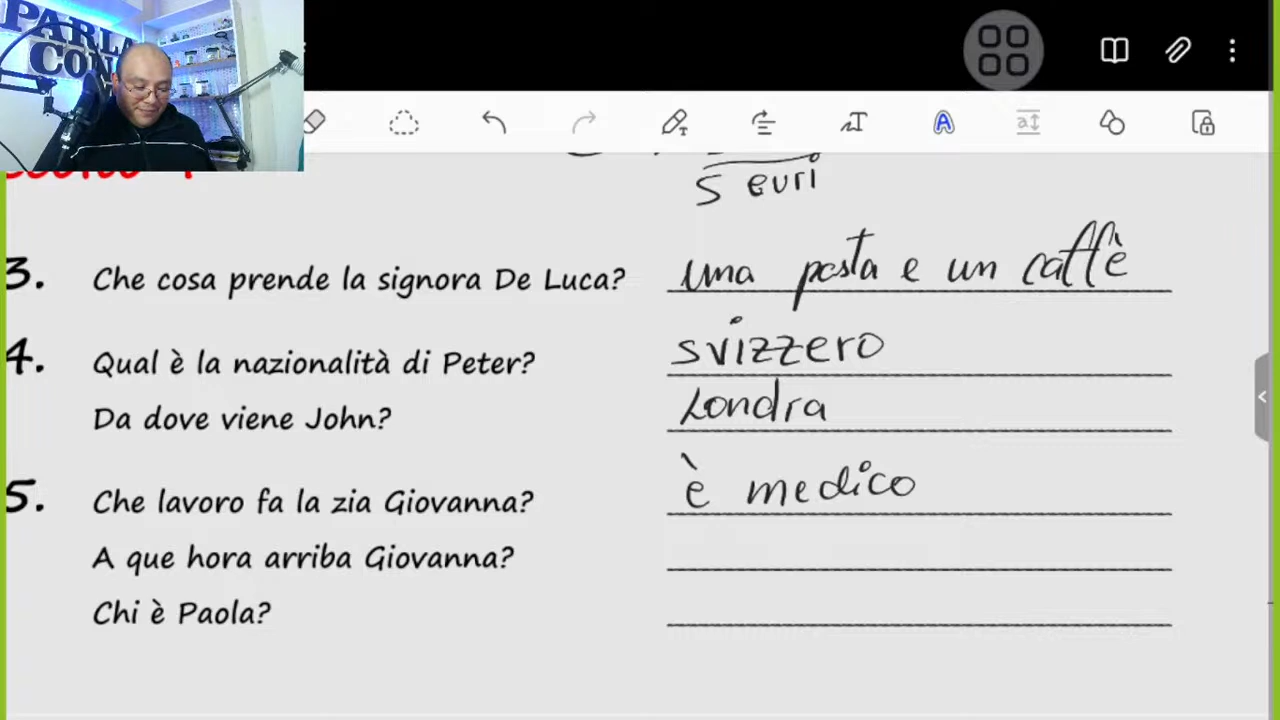 PARLA
CON
5 euri
3. Che cosa prende la signora De Luca? una pasta e un caffè
4. Qual è la nazionalità di Peter? svizzero
Da dove viene John? Londra
5. Che lavoro fa la zia Giovanna? è medico
A que hora arriba Giovanna?
Chi è Paola?